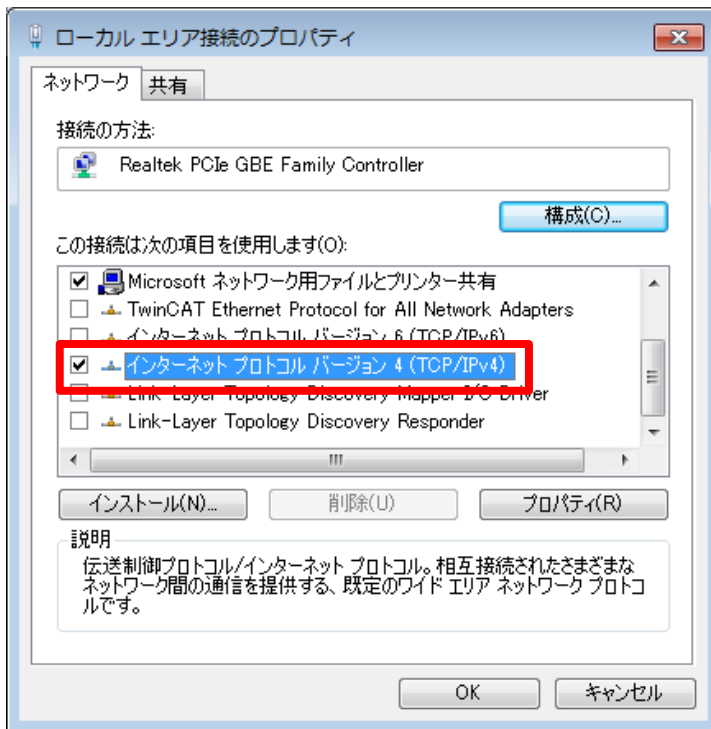 ローカル エリア接続のプロパティ
ネットワーク 共有
接続の方法:
Realtek PCIe GBE Family Controller
構成(C)...
この接続は次の項目を使用します(O):
Microsoft ネットワーク用ファイルとプリンター共有
TwinCAT Ethernet Protocol for All Network Adapters
インターネット プロトコル バージョン 6 (TCP/IPv6)
インターネット プロトコル バージョン 4 (TCP/IPv4)
Link-Layer Topology Discovery Mapper I/O Driver
Link-Layer Topology Discovery Responder
インストール(N)... 削除(U) プロパティ(R)
説明
伝送制御プロトコル/インターネット プロトコル。相互接続されたさまざまな
ネットワーク間の通信を提供する、既定のワイド エリア ネットワーク プロトコ
ルです。
OK キャンセル